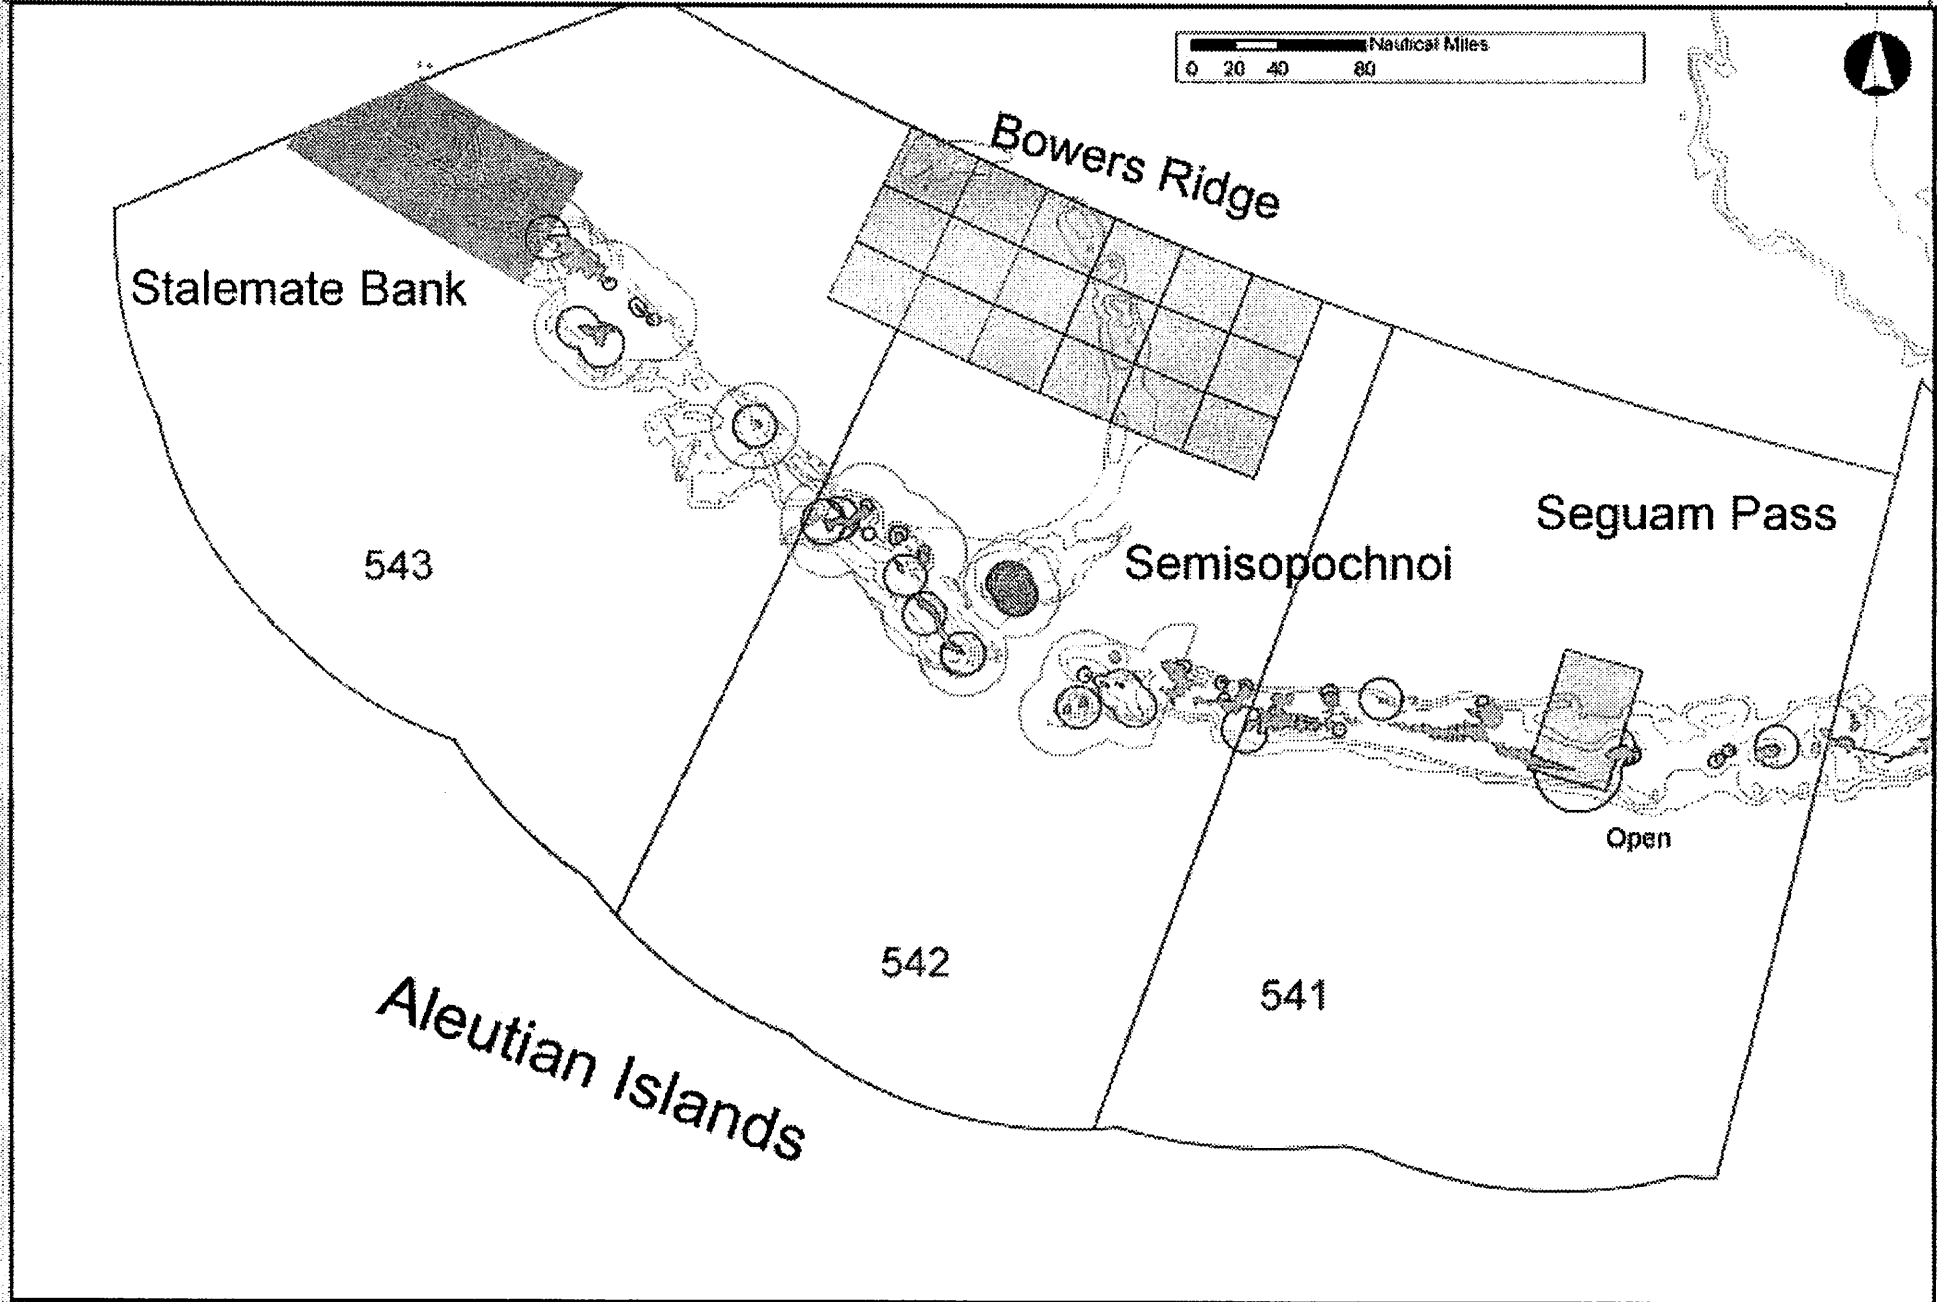 Nautical Miles
0 20 40 80
Bowers Ridge
Stalemate Bank
Seguam Pass
543
Semisopochnoi
Open
542
541
Aleutian Islands